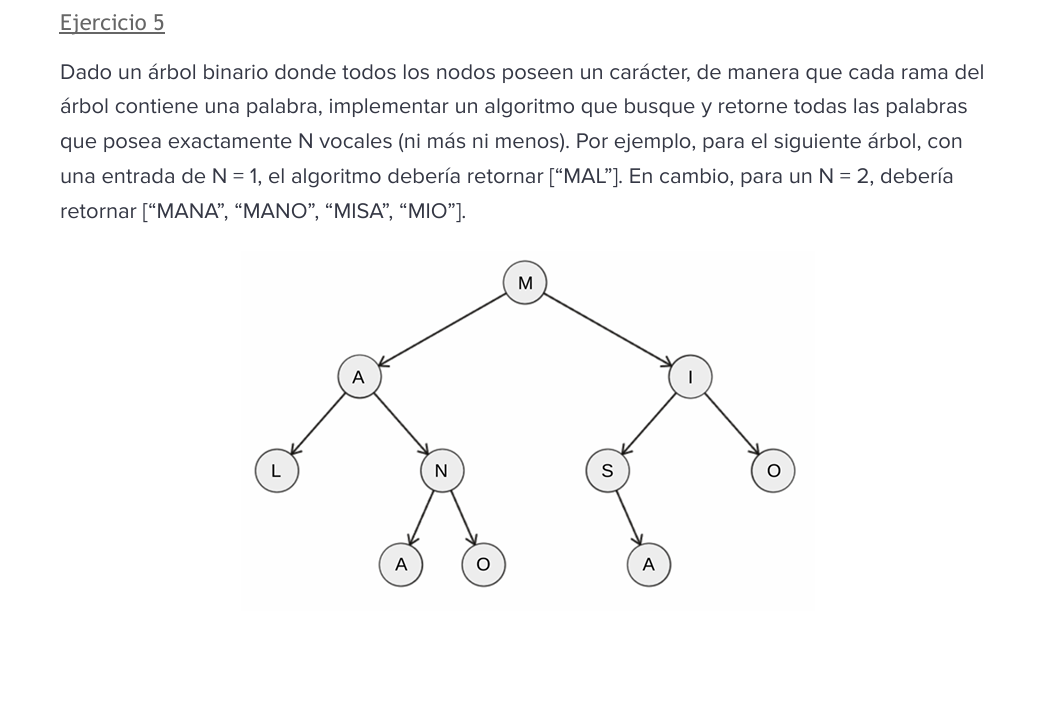 Ejercicio 5
Dado un árbol binario donde todos los nodos poseen un carácter, de manera que cada rama del
árbol contiene una palabra, implementar un algoritmo que busque y retorne todas las palabras
que posea exactamente N vocales (ni más ni menos). Por ejemplo, para el siguiente árbol, con
una entrada de N = 1, el algoritmo debería retornar [“MAL”]. En cambio, para un N = 2, debería
retornar [“MANA”, “MANO”, “MISA”, “MIO”].
M
A I
L N S O
A O A